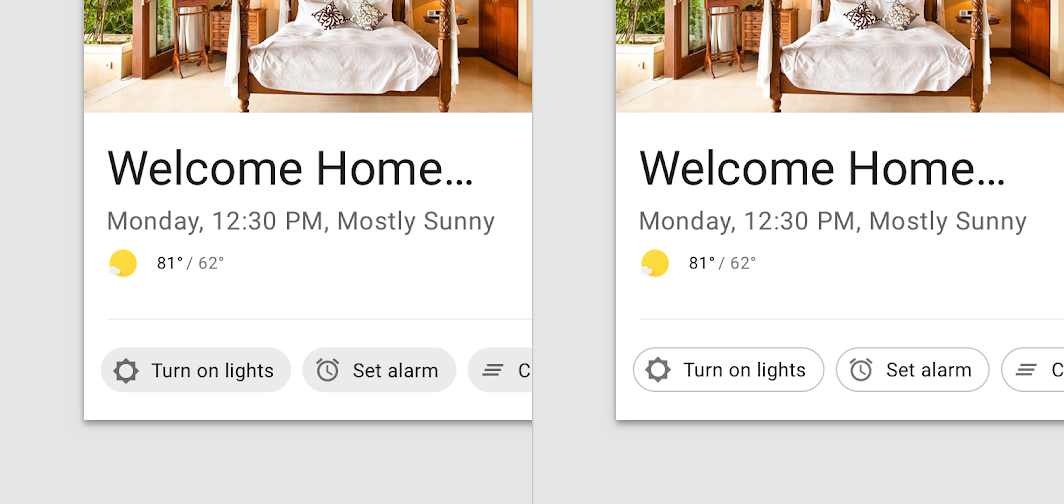 Welcome Home...
Monday, 12:30 PM, Mostly Sunny
81° / 62°
Turn on lights
Set alarm
C
Welcome Home...
Monday, 12:30 PM, Mostly Sunny
81° / 62°
Turn on lights
Set alarm
C